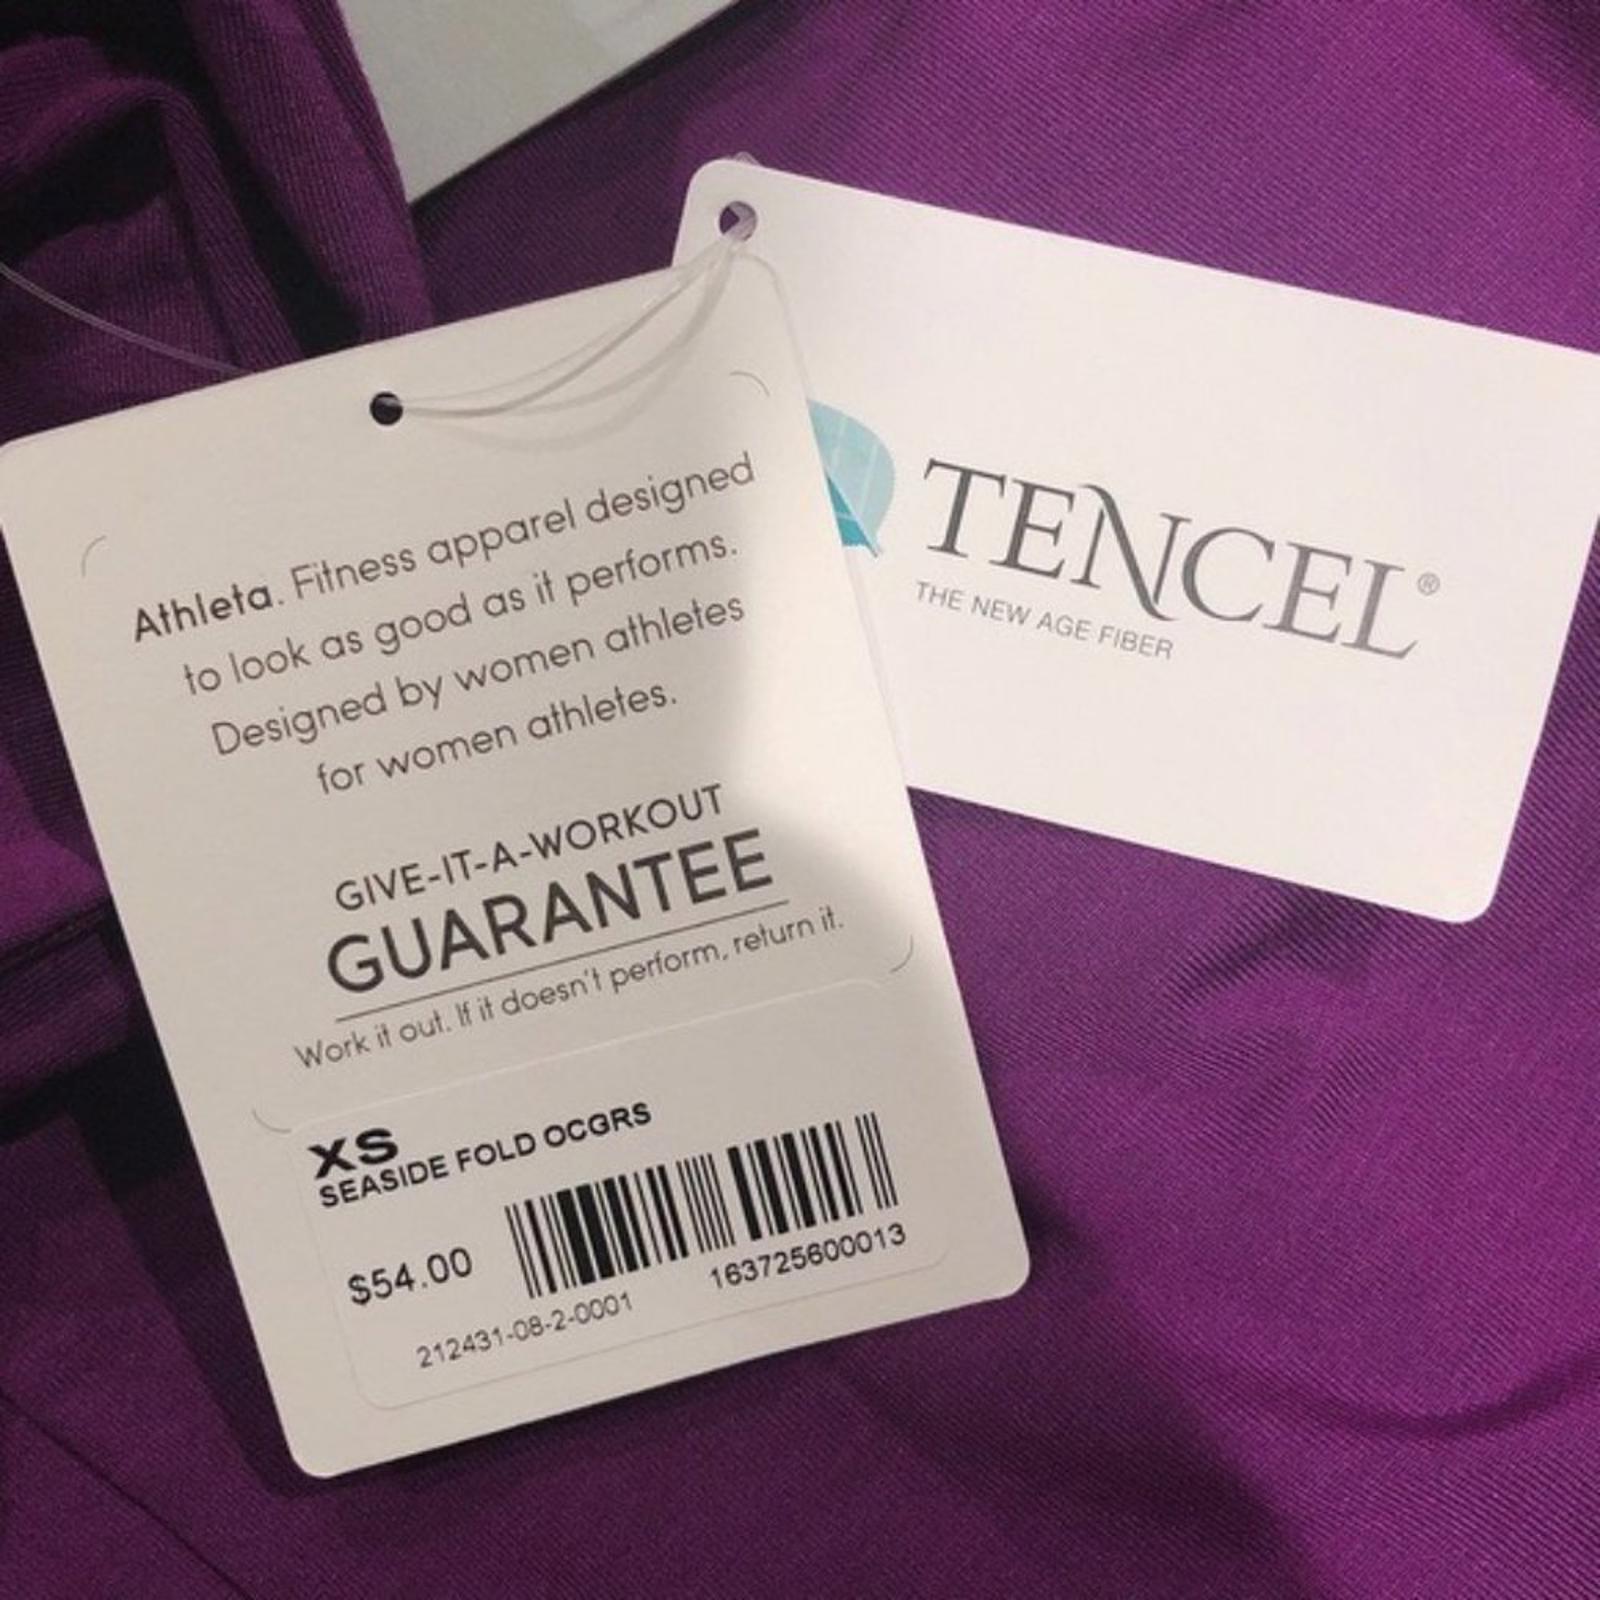 Athleta. Fitness apparel designed
to look as good as it performs.
Designed by women athletes
for women athletes.
GIVE-IT-A-WORKOUT
GUARANTEE
Work it out. If it doesn't perform, return it.
XS
SEASIDE FOLD OCGRS
$54.00
163725600013
212431-08-2-0001
TENCEL®
THE NEW AGE FIBER